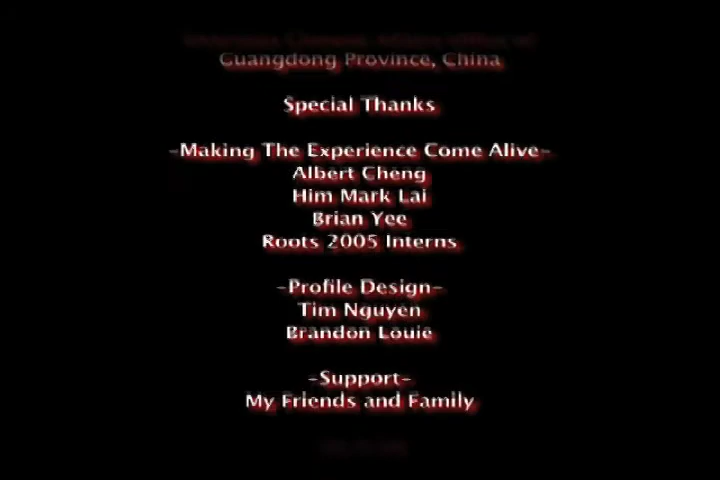 Guangdong Province, China
Special Thanks
-Making The Experience Come Alive-
Albert Cheng
Him Mark Lai
Brian Yee
Roots 2005 Interns
-Profile Design-
Tim Nguyen
Brandon Louie
-Support-
My Friends and Family